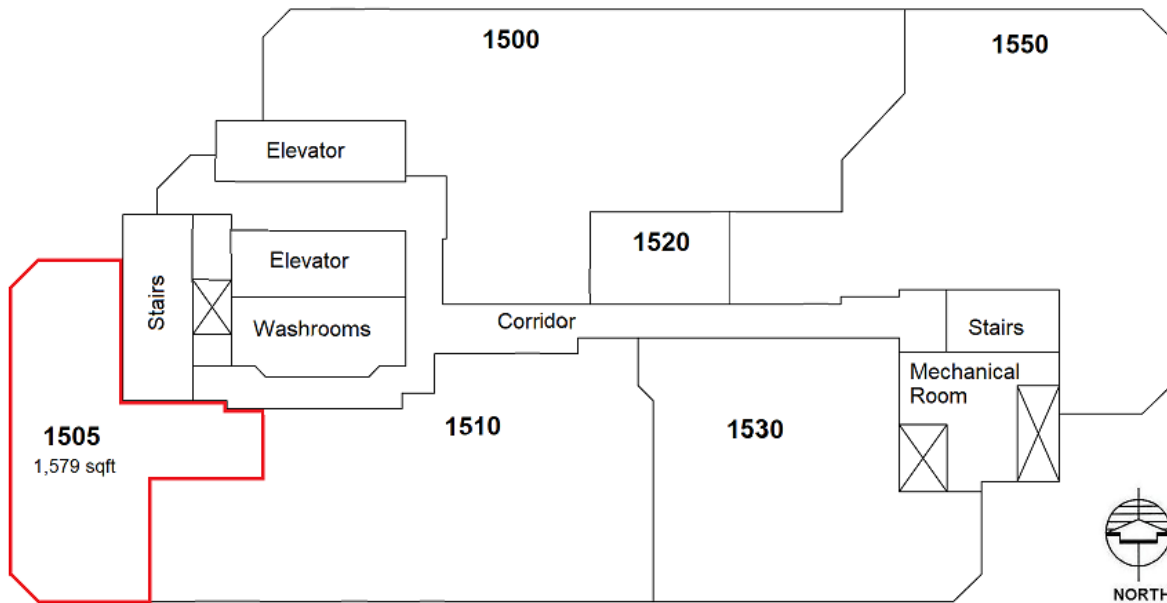 1500
1550
Elevator
1520
Elevator
Stairs
Washrooms
Corridor
Stairs
Mechanical
Room
1505
1,579 sqft
1510
1530
NORTH